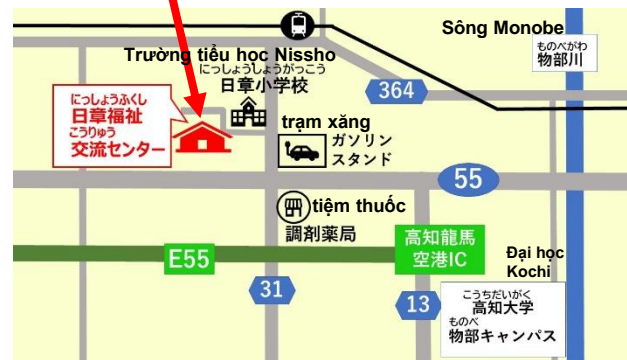 Sông Monobe
ものべがわ
物部川
Trường tiểu học Nissho
にっしょうしょうがっこう
日章小学校
364
にっしょうふくし
日章福祉
こうりゅう
交流センター
trạm xăng
ガソリン
スタンド
55
tiệm thuốc
調剤薬局
高知龍馬
空港IC
E55
Đại học
Kochi
31
13
こうちだいがく
高知大学
ものべ
物部キャンパス